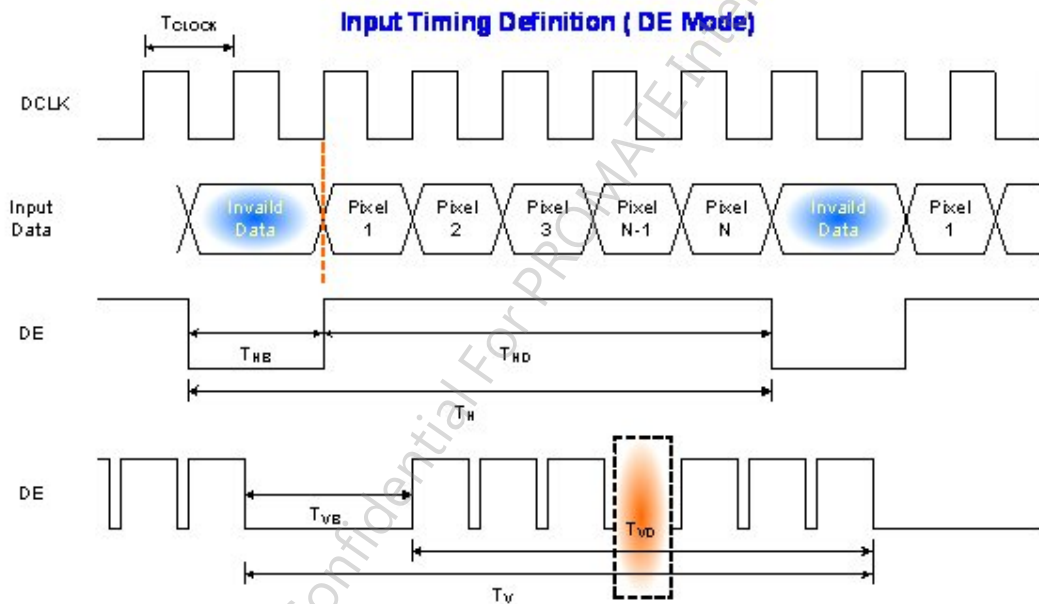 Input Timing Definition ( DE Mode)
TCLOCK
DCLK
Input
Data
Invaild
Data
Pixel
1
Pixel
2
Pixel
3
Pixel
N-1
Pixel
N
Invaild
Data
Pixel
1
DE
THB
THD
TH
DE
TVB
TVD
TV
Confidential For PROMATE Inte